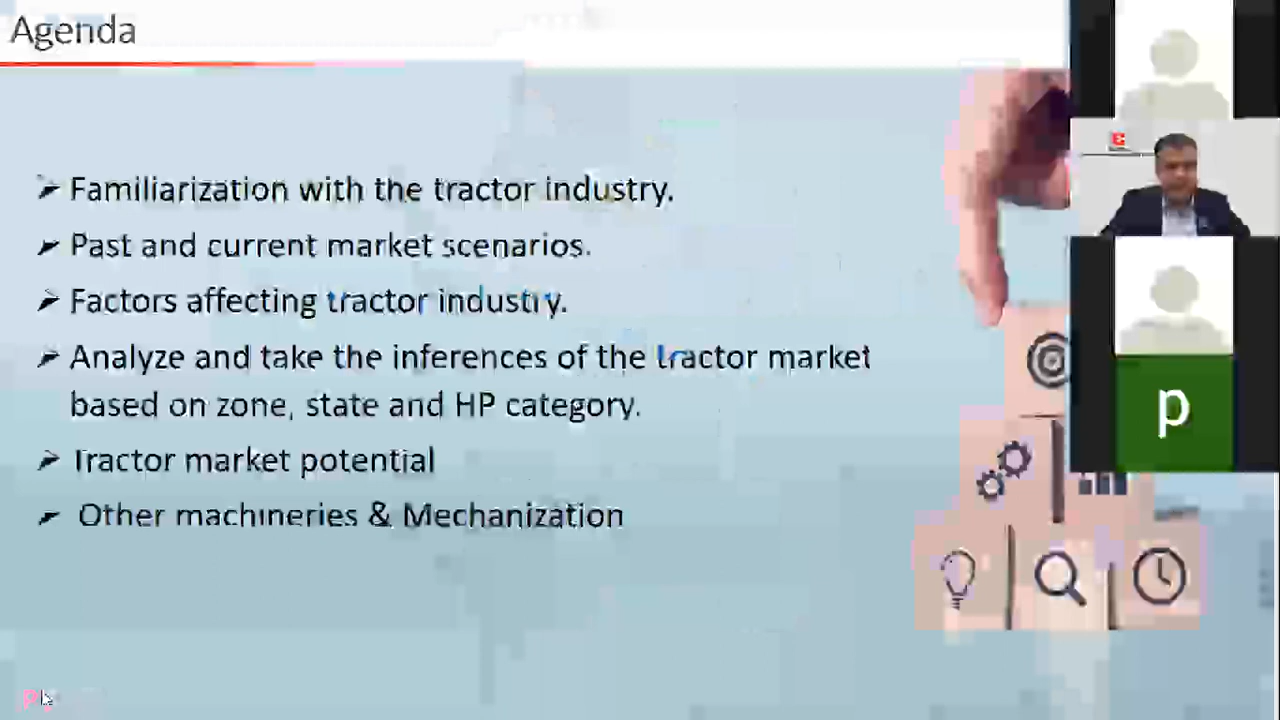 Agenda
➢ Familiarization with the tractor industry.
➢ Past and current market scenarios.
➢ Factors affecting tractor industry.
➢ Analyze and take the inferences of the tractor market
based on zone, state and HP category.
➢ Tractor market potential
➢ Other machineries & Mechanization
p